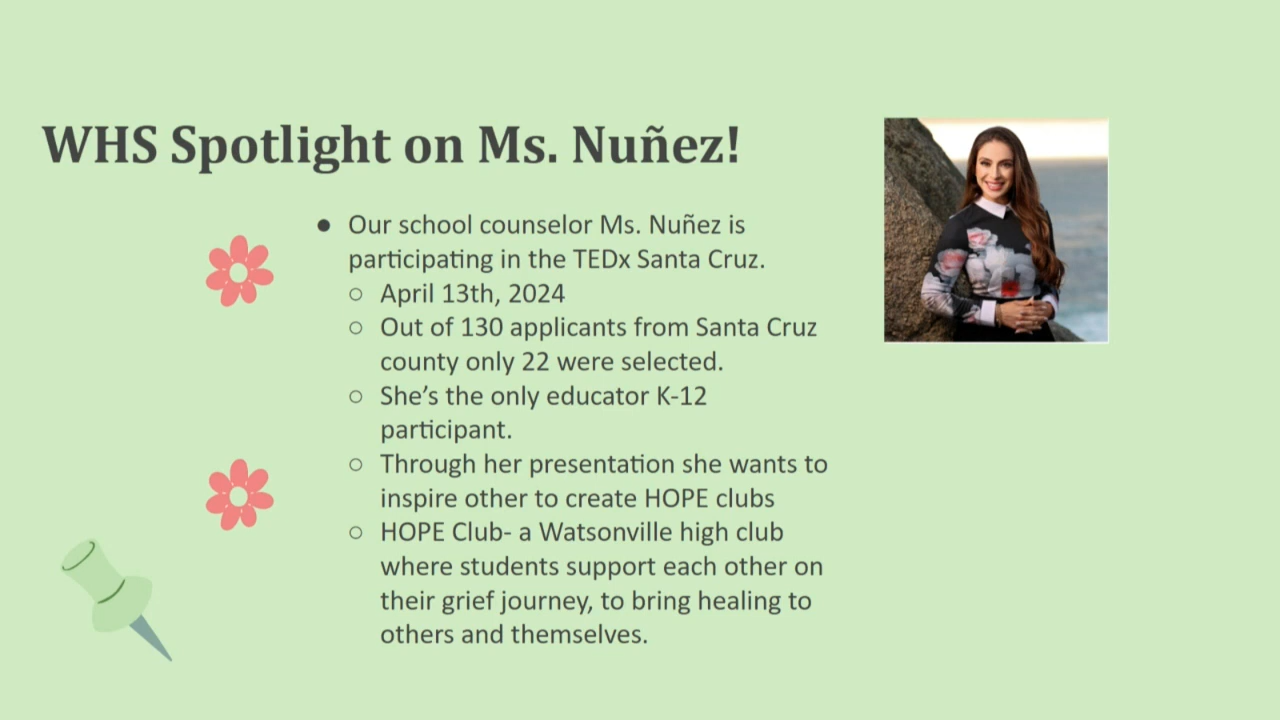 WHS Spotlight on Ms. Nuñez!
● Our school counselor Ms. Nuñez is
participating in the TEDx Santa Cruz.
○ April 13th, 2024
○ Out of 130 applicants from Santa Cruz
county only 22 were selected.
○ She’s the only educator K-12
participant.
○ Through her presentation she wants to
inspire other to create HOPE clubs
○ HOPE Club- a Watsonville high club
where students support each other on
their grief journey, to bring healing to
others and themselves.